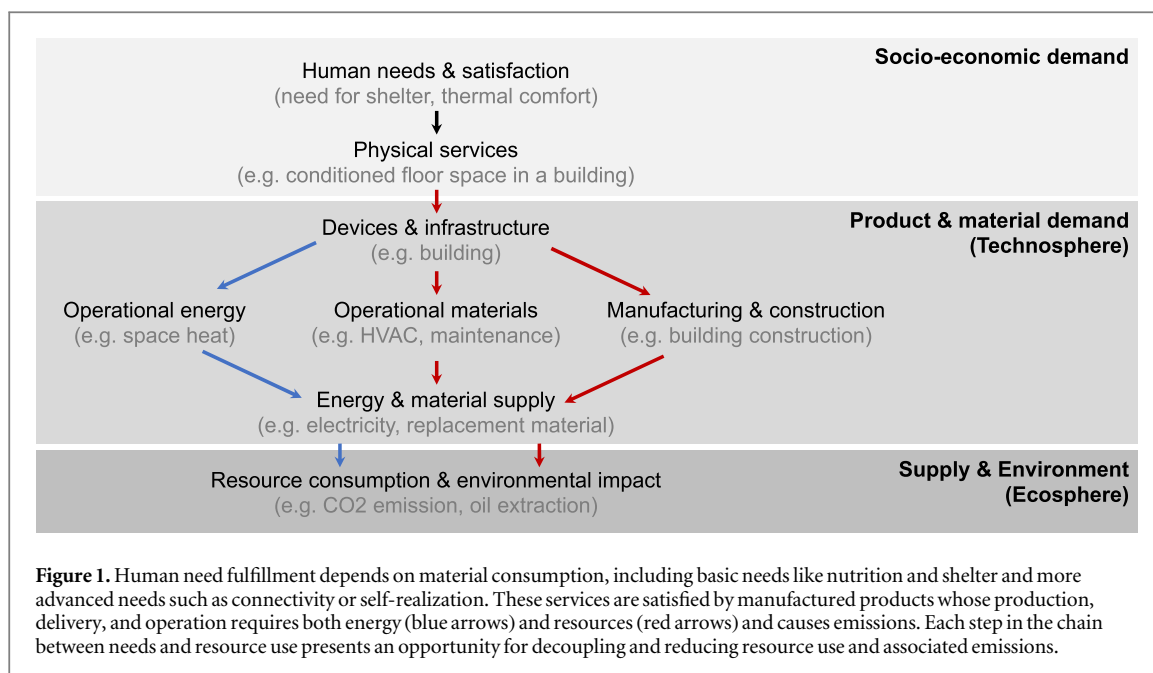 Socio-economic demand
Human needs & satisfaction
(need for shelter, thermal comfort)
Physical services
(e.g. conditioned floor space in a building)
Product & material demand
(Technosphere)
Devices & infrastructure
(e.g. building)
Operational energy
(e.g. space heat)
Operational materials
(e.g. HVAC, maintenance)
Manufacturing & construction
(e.g. building construction)
Energy & material supply
(e.g. electricity, replacement material)
Supply & Environment
(Ecosphere)
Resource consumption & environmental impact
(e.g. CO2 emission, oil extraction)
Figure 1. Human need fulfillment depends on material consumption, including basic needs like nutrition and shelter and more
advanced needs such as connectivity or self-realization. These services are satisfied by manufactured products whose production,
delivery, and operation requires both energy (blue arrows) and resources (red arrows) and causes emissions. Each step in the chain
between needs and resource use presents an opportunity for decoupling and reducing resource use and associated emissions.